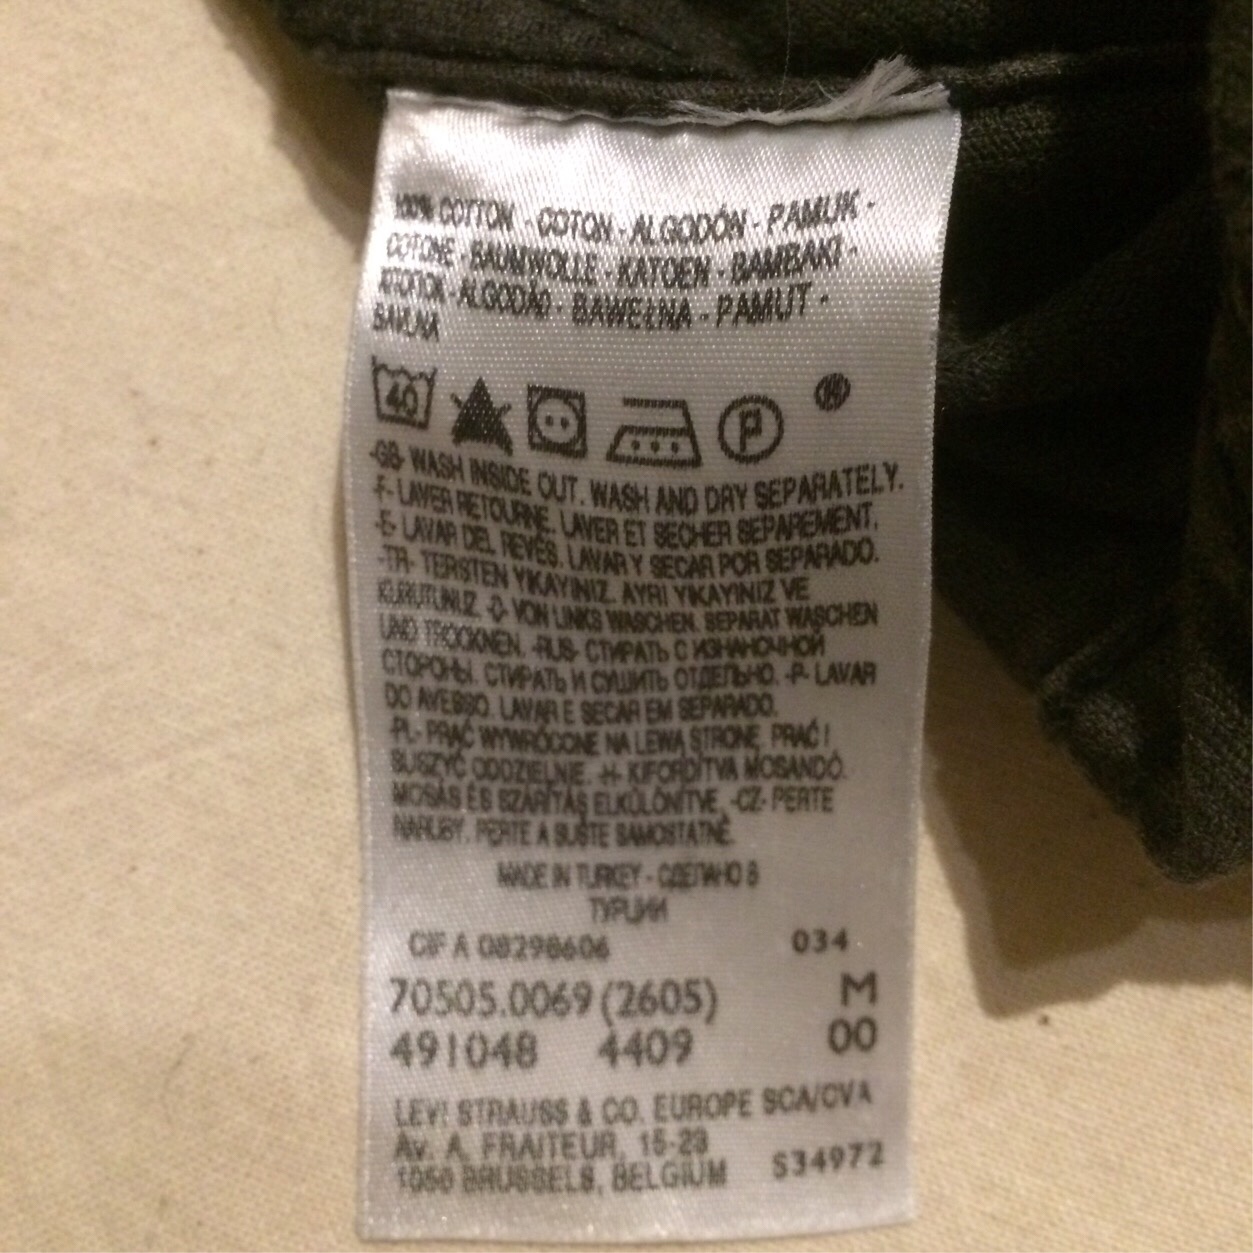 100% COTTON - COTON - ALGODÓN - PAMUK -
COTONE - BAUMWOLLE - KATOEN - BAMBAKI -
ХЛОПОК - ALGODÃO - BAWEŁNA - PAMUT -
BAVLNA
40
P
-GB- WASH INSIDE OUT. WASH AND DRY SEPARATELY.
-F- LAVER RETOURNE. LAVER ET SECHER SEPAREMENT.
-E- LAVAR DEL REVÉS. LAVAR Y SECAR POR SEPARADO.
-TR- TERSTEN YIKAYINIZ. AYRI YIKAYINIZ VE
KURUTUNUZ. -D- VON LINKS WASCHEN. SEPARAT WASCHEN
UND TROCKNEN. -RUS- СТИРАТЬ С ИЗНАНОЧНОЙ
СТОРОНЫ. СТИРАТЬ И СУШИТЬ ОТДЕЛЬНО. -P- LAVAR
DO AVESSO. LAVAR E SECAR EM SEPARADO.
-PL- PRAĆ WYWRÓCONE NA LEWĄ STRONĘ. PRAĆ I
SUSZYĆ ODDZIELNIE. -H- KIFORDÍTVA MOSANDÓ.
MOSÁS ÉS SZÁRÍTÁS ELKÜLÖNÍTVE. -CZ- PERTE
NARUBY. PERTE A SUŠTE SAMOSTATNĚ.
MADE IN TURKEY - СДЕЛАНО В
ТУРЦИИ
CIF A 08298606 034
70505.0069 (2605) M
491048 4409 00
LEVI STRAUSS & CO. EUROPE SCA/CVA
Av. A. FRAITEUR, 15-23
1050 BRUSSELS, BELGIUM S34972